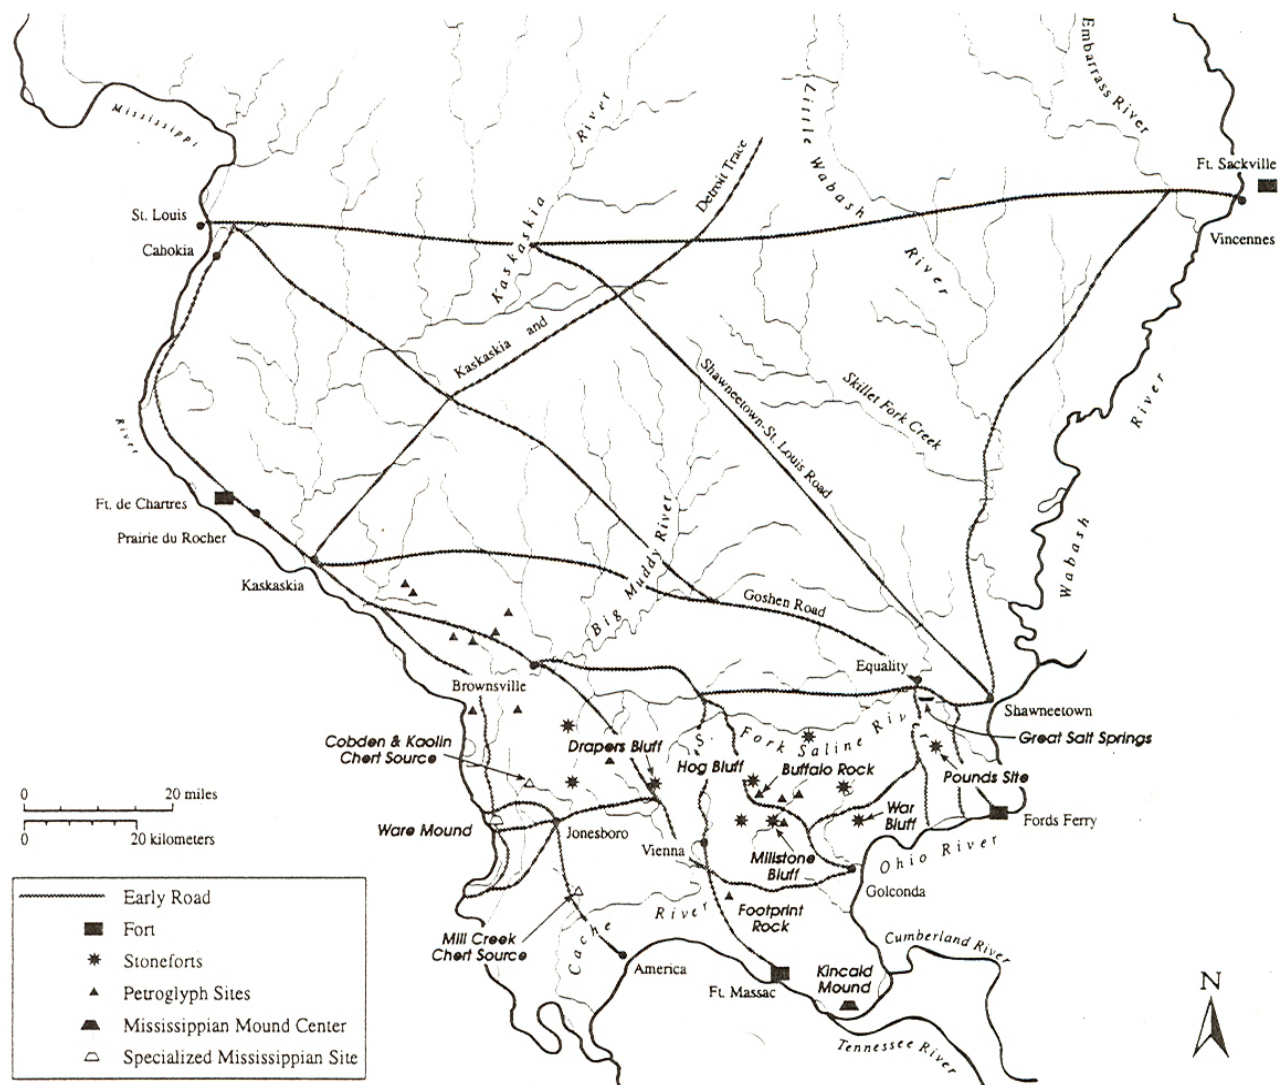 Mississippi
River
Kaskaskia
River
Little Wabash
River
Embarrass River
Ft. Sackville
Vincennes
St. Louis
Cabokia
Detroit Trace
Kaskaskia and
Shawneetown-St. Louis Road
Skillet Fork Creek
Wabash
River
Ft. de Chartres
Prairie du Rocher
Kaskaskia
Big Muddy River
Goshen Road
Equality
Brownsville
Shawneetown
Great Salt Springs
S. Fork Saline River
Cobden & Kaolin
Chert Source
Drapers Bluff
Hog Bluff
Buffalo Rock
Pounds Site
War
Bluff
Fords Ferry
0 20 miles
0 20 kilometers
Ware Mound
Jonesboro
Vienna
Millstone
Bluff
Ohio River
Golconda
Footprint
Rock
Cache River
Mill Creek
Chert Source
America
Ft. Massac
Kincaid
Mound
Cumberland River
Tennessee River
N
Early Road
Fort
Stoneforts
Petroglyph Sites
Mississippian Mound Center
Specialized Mississippian Site